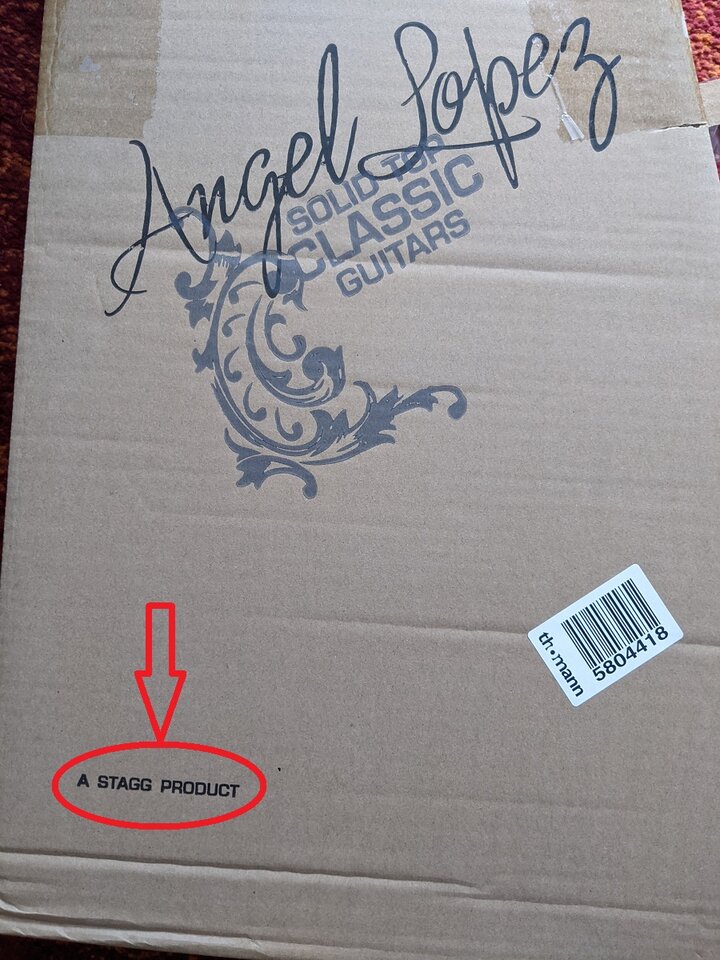 Angel Lopez
SOLID TOP
CLASSIC
GUITARS
th•mann
5804418
A STAGG PRODUCT